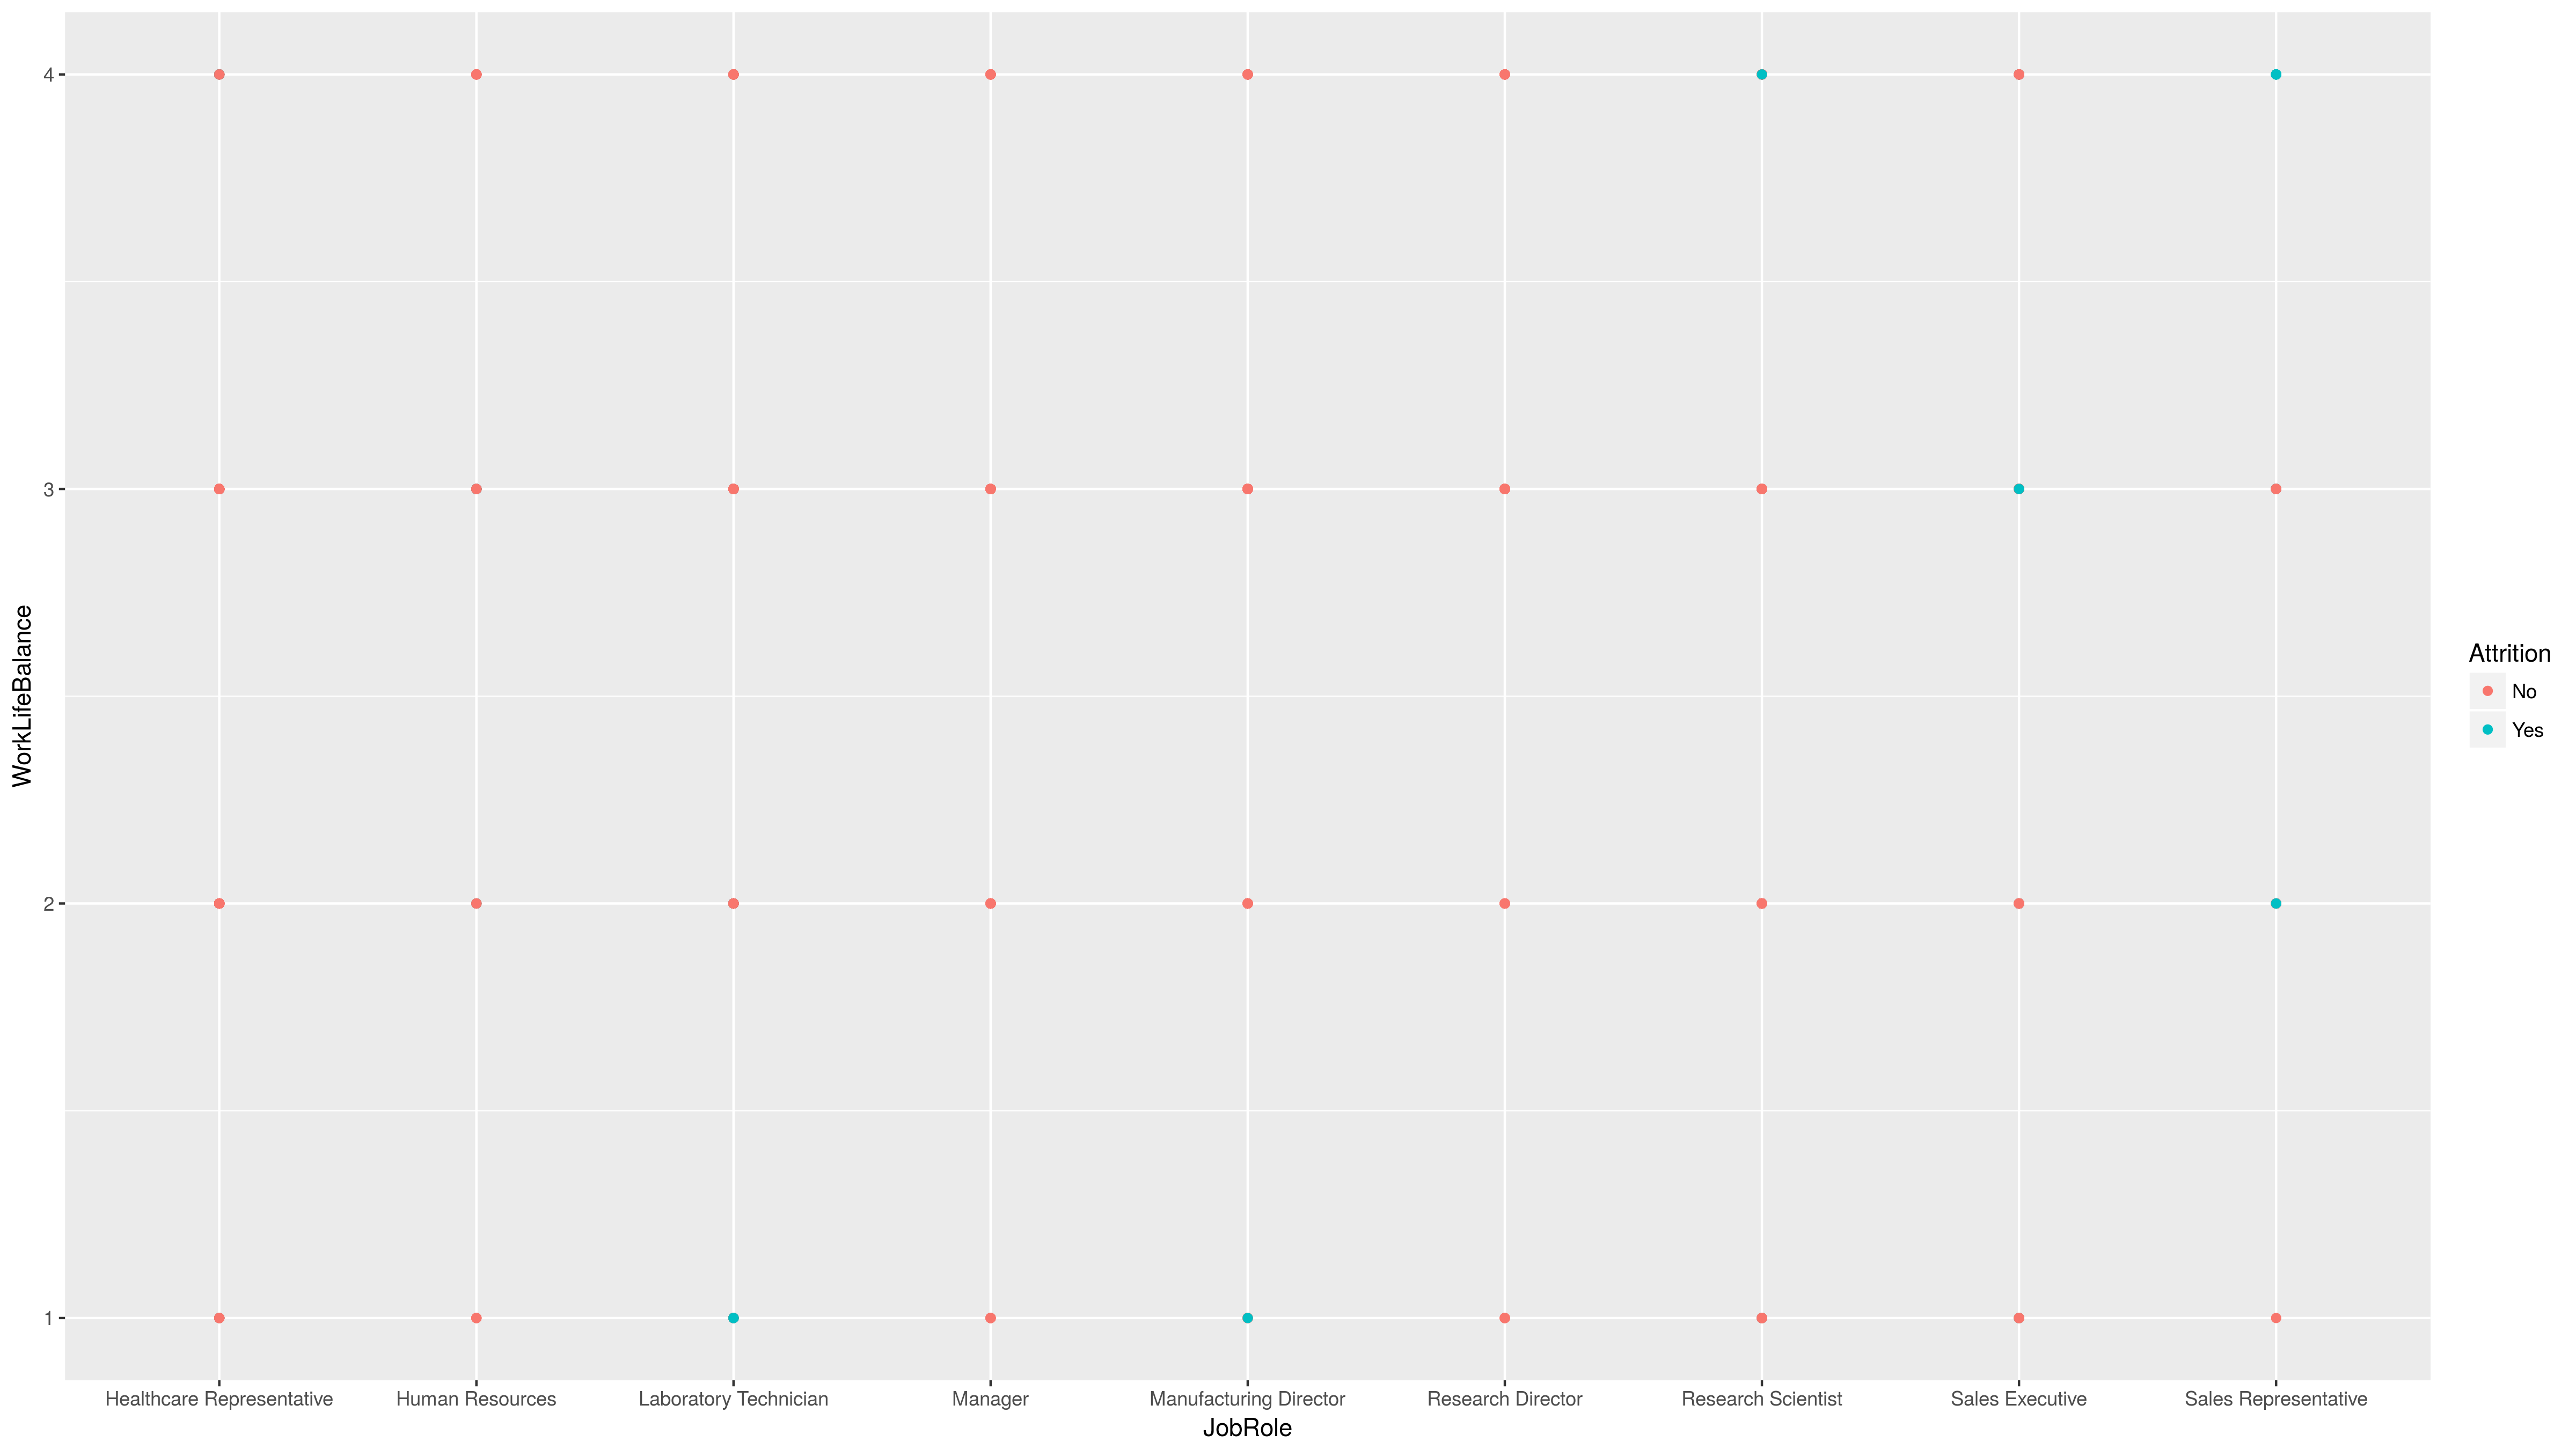 4
3
2
1
WorkLifeBalance
Healthcare Representative
Human Resources
Laboratory Technician
Manager
Manufacturing Director
Research Director
Research Scientist
Sales Executive
Sales Representative
JobRole
Attrition
No
Yes